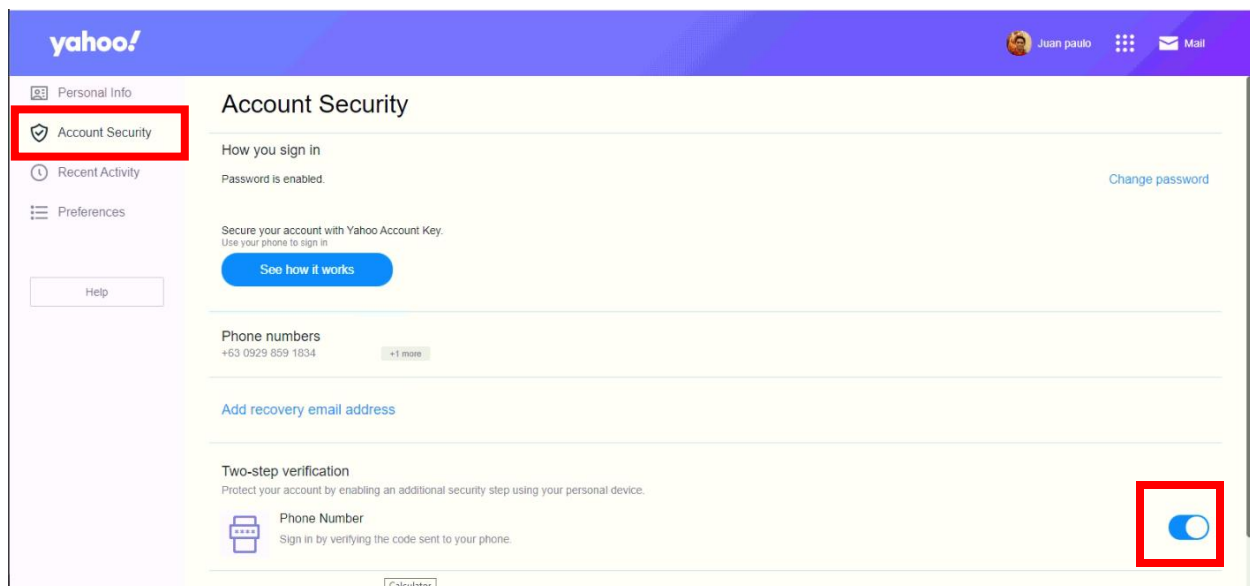 yahoo!
Juan paulo
Mail
Personal Info
Account Security
Recent Activity
Preferences
Help
Account Security
How you sign in
Password is enabled.
Change password
Secure your account with Yahoo Account Key.
Use your phone to sign in
See how it works
Phone numbers
+63 0929 859 1834
+1 more
Add recovery email address
Two-step verification
Protect your account by enabling an additional security step using your personal device.
Phone Number
Sign in by verifying the code sent to your phone.
Calculator